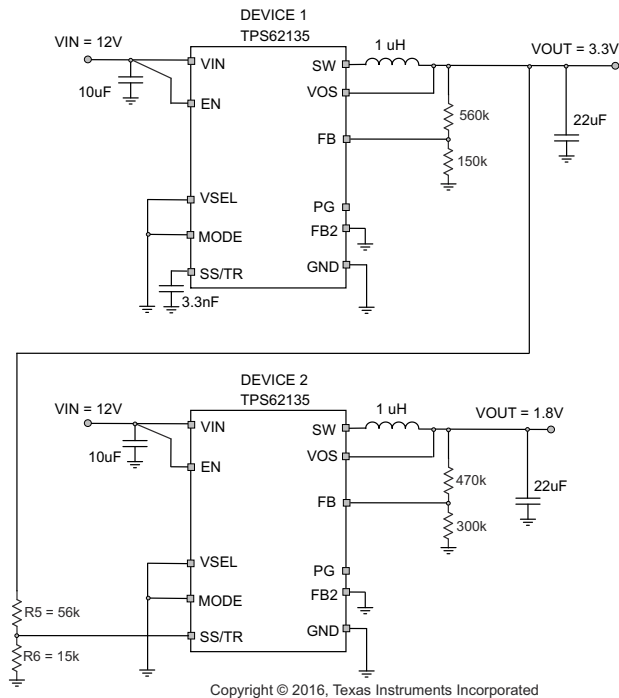 DEVICE 1
TPS62135
VIN = 12V
10uF
VIN
EN
VSEL
MODE
SS/TR
3.3nF
SW
VOS
FB
PG
FB2
GND
1 uH
VOUT = 3.3V
560k
150k
22uF
DEVICE 2
TPS62135
VIN = 12V
10uF
VIN
EN
VSEL
MODE
SS/TR
SW
VOS
FB
PG
FB2
GND
1 uH
VOUT = 1.8V
470k
300k
22uF
R5 = 56k
R6 = 15k
Copyright © 2016, Texas Instruments Incorporated